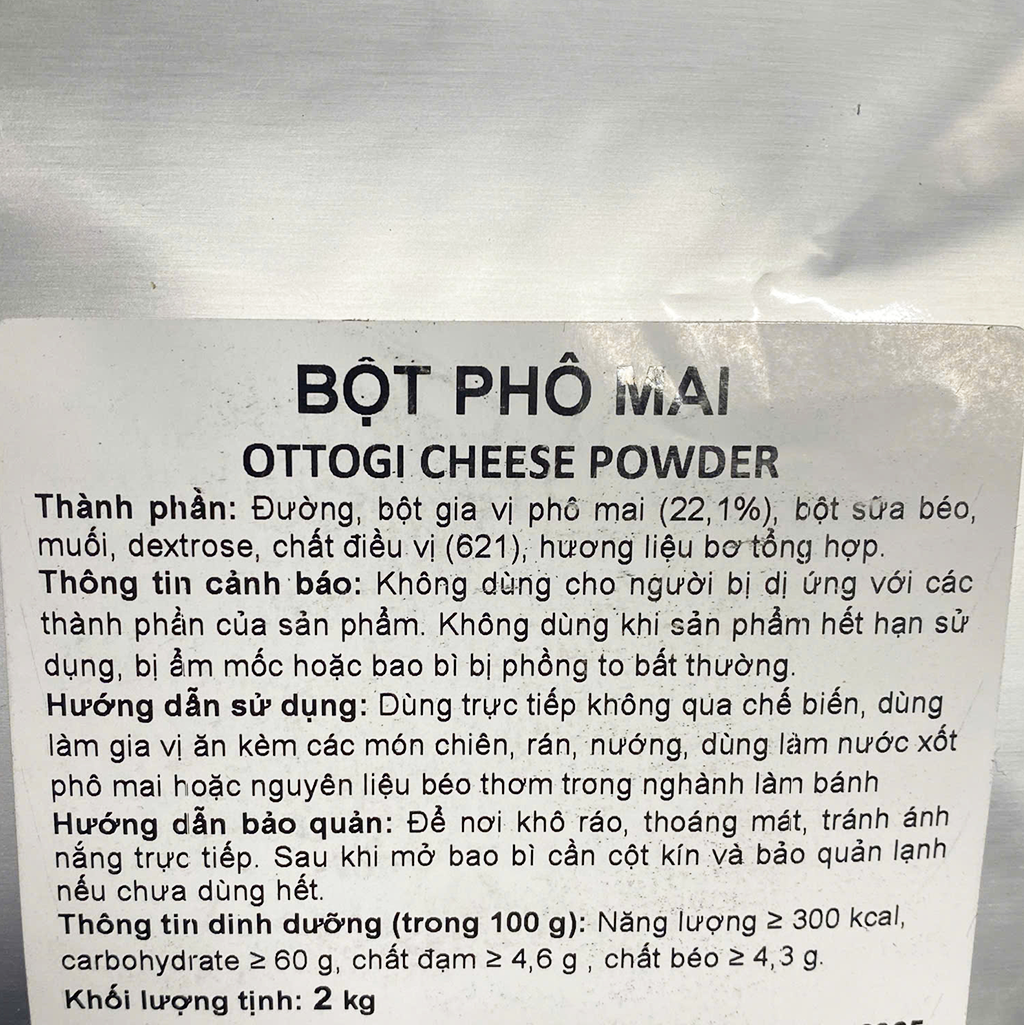 BỘT PHÔ MAI
OTTOGI CHEESE POWDER
Thành phần: Đường, bột gia vị phô mai (22,1%), bột sữa béo,
muối, dextrose, chất điều vị (621), hương liệu bơ tổng hợp.
Thông tin cảnh báo: Không dùng cho người bị dị ứng với các
thành phần của sản phẩm. Không dùng khi sản phẩm hết hạn sử
dụng, bị ẩm mốc hoặc bao bì bị phồng to bất thường.
Hướng dẫn sử dụng: Dùng trực tiếp không qua chế biến, dùng
làm gia vị ăn kèm các món chiên, rán, nướng, dùng làm nước xốt
phô mai hoặc nguyên liệu béo thơm trong nghành làm bánh
Hướng dẫn bảo quản: Để nơi khô ráo, thoáng mát, tránh ánh
nắng trực tiếp. Sau khi mở bao bì cần cột kín và bảo quản lạnh
nếu chưa dùng hết.
Thông tin dinh dưỡng (trong 100 g): Năng lượng ≥ 300 kcal,
carbohydrate ≥ 60 g, chất đạm ≥ 4,6 g , chất béo ≥ 4,3 g.
Khối lượng tịnh: 2 kg